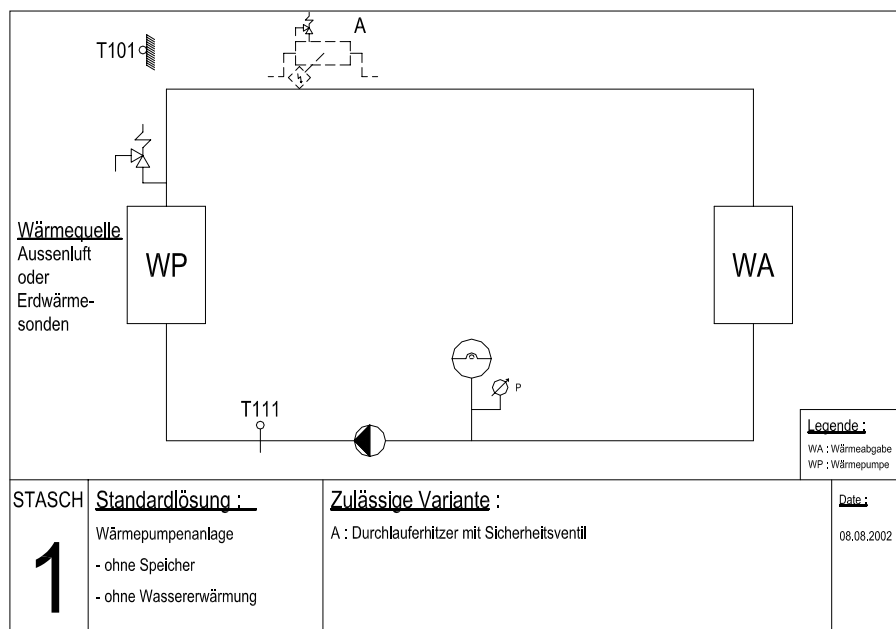 A
T101
Wärmequelle
Aussenluft
oder
Erdwärme-
sonden
WP
WA
P
T111
Legende :
WA : Wärmeabgabe
WP : Wärmepumpe
STASCH
1
Standardlösung :
Wärmepumpenanlage
- ohne Speicher
- ohne Wassererwärmung
Zulässige Variante :
A : Durchlauferhitzer mit Sicherheitsventil
Date :
08.08.2002